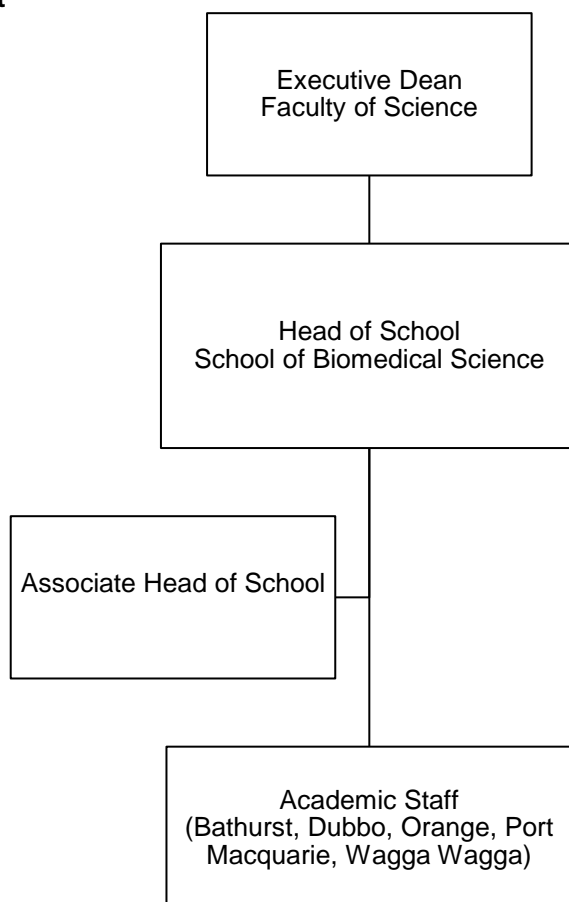 Executive Dean
Faculty of Science
Head of School
School of Biomedical Science
Associate Head of School
Academic Staff
(Bathurst, Dubbo, Orange, Port
Macquarie, Wagga Wagga)